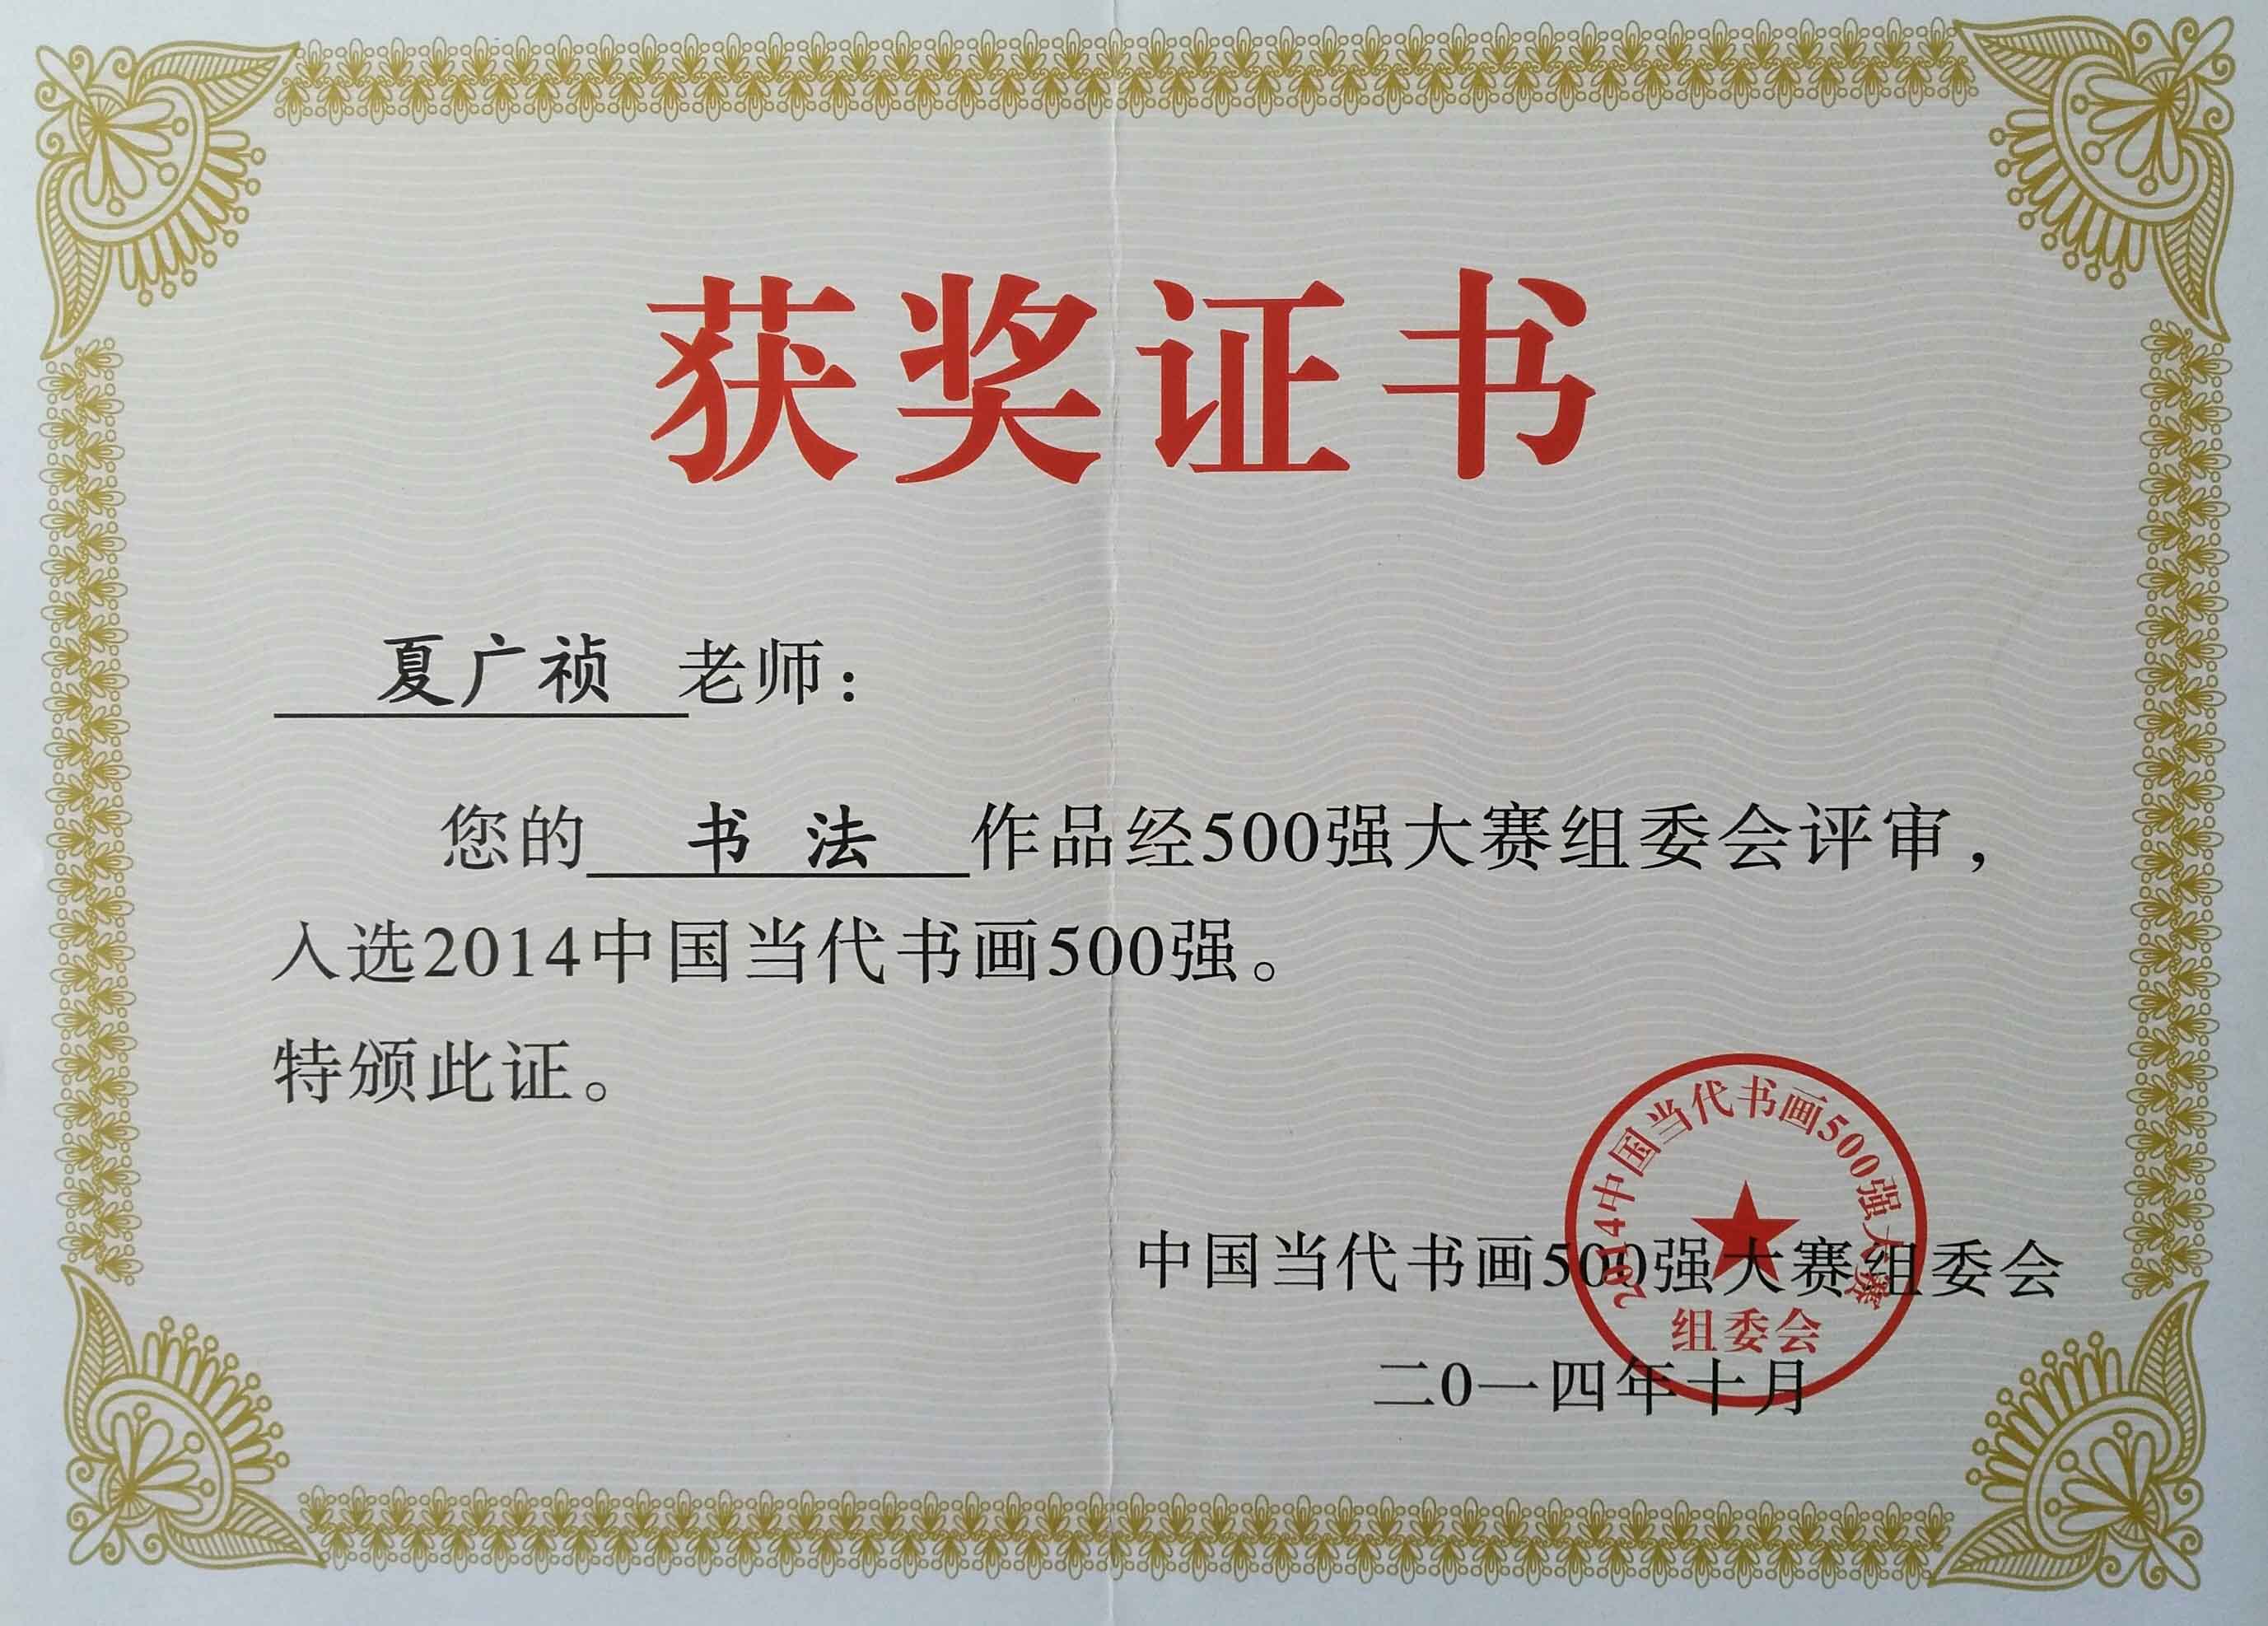 获奖证书
夏广祯 老师：
您的 书 法 作品经500强大赛组委会评审，
入选2014中国当代书画500强。
特颁此证。
2014中国当代书画500强大赛
组委会
中国当代书画500强大赛组委会
二0一四年十月